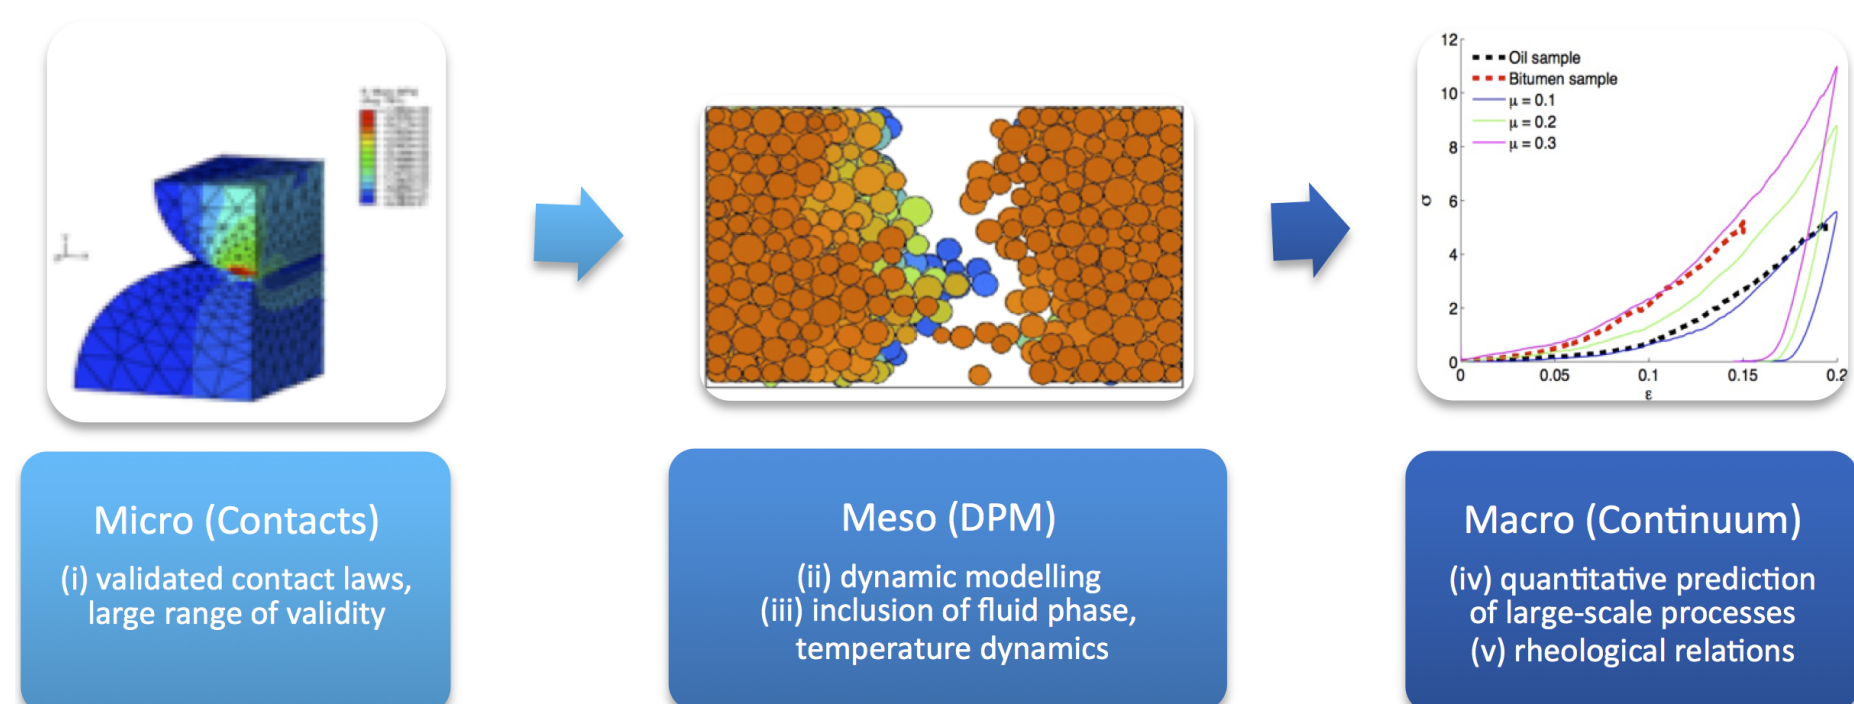 12
10
8
6
4
2
0
σ
Oil sample
Bitumen sample
μ = 0.1
μ = 0.2
μ = 0.3
0 0.05 0.1 0.15 0.2
ε
Micro (Contacts)
(i) validated contact laws,
large range of validity
Meso (DPM)
(ii) dynamic modelling
(iii) inclusion of fluid phase,
temperature dynamics
Macro (Continuum)
(iv) quantitative prediction
of large-scale processes
(v) rheological relations